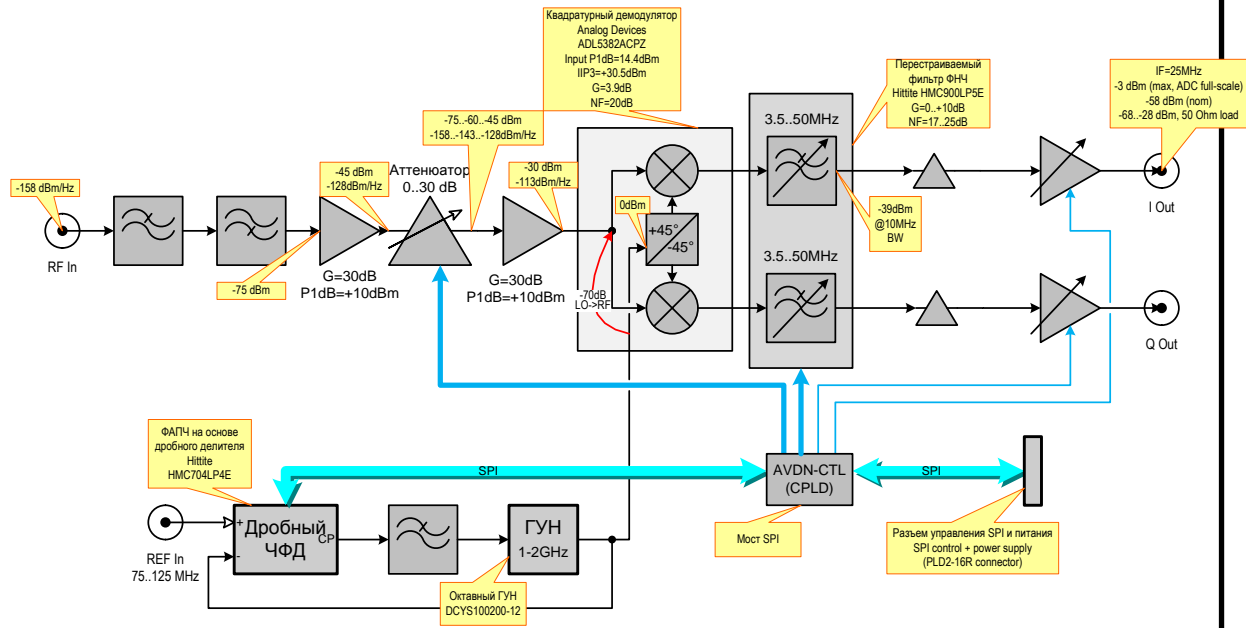 Квадратурный демодулятор
Analog Devices
ADL5382ACPZ
Input P1dB=14.4dBm
IIP3=+30.5dBm
G=3.9dB
NF=20dB
Перестраиваемый
фильтр ФНЧ
Hittite HMC900LP5E
G=0..+10dB
NF=17..25dB
IF=25MHz
-3 dBm (max, ADC full-scale)
-58 dBm (nom)
-68..-28 dBm, 50 Ohm load
-75..-60..-45 dBm
-158..-143..-128dBm/Hz
3.5..50MHz
-158 dBm/Hz
-45 dBm
-128dBm/Hz
Аттенюатор
0..30 dB
-30 dBm
-113dBm/Hz
0dBm
+45°
-45°
-39dBm
@10MHz
BW
I Out
RF In
-75 dBm
G=30dB
P1dB=+10dBm
G=30dB
P1dB=+10dBm
-70dB
LO->RF
3.5..50MHz
Q Out
ФАПЧ на основе
дробного делителя
Hittite
HMC704LP4E
SPI
AVDN-CTL
(CPLD)
SPI
Мост SPI
Разъем управления SPI и питания
SPI control + power supply
(PLD2-16R connector)
+
-
Дробный
ЧФД
CP
ГУН
1-2GHz
REF In
75..125 MHz
Октавный ГУН
DCYS100200-12